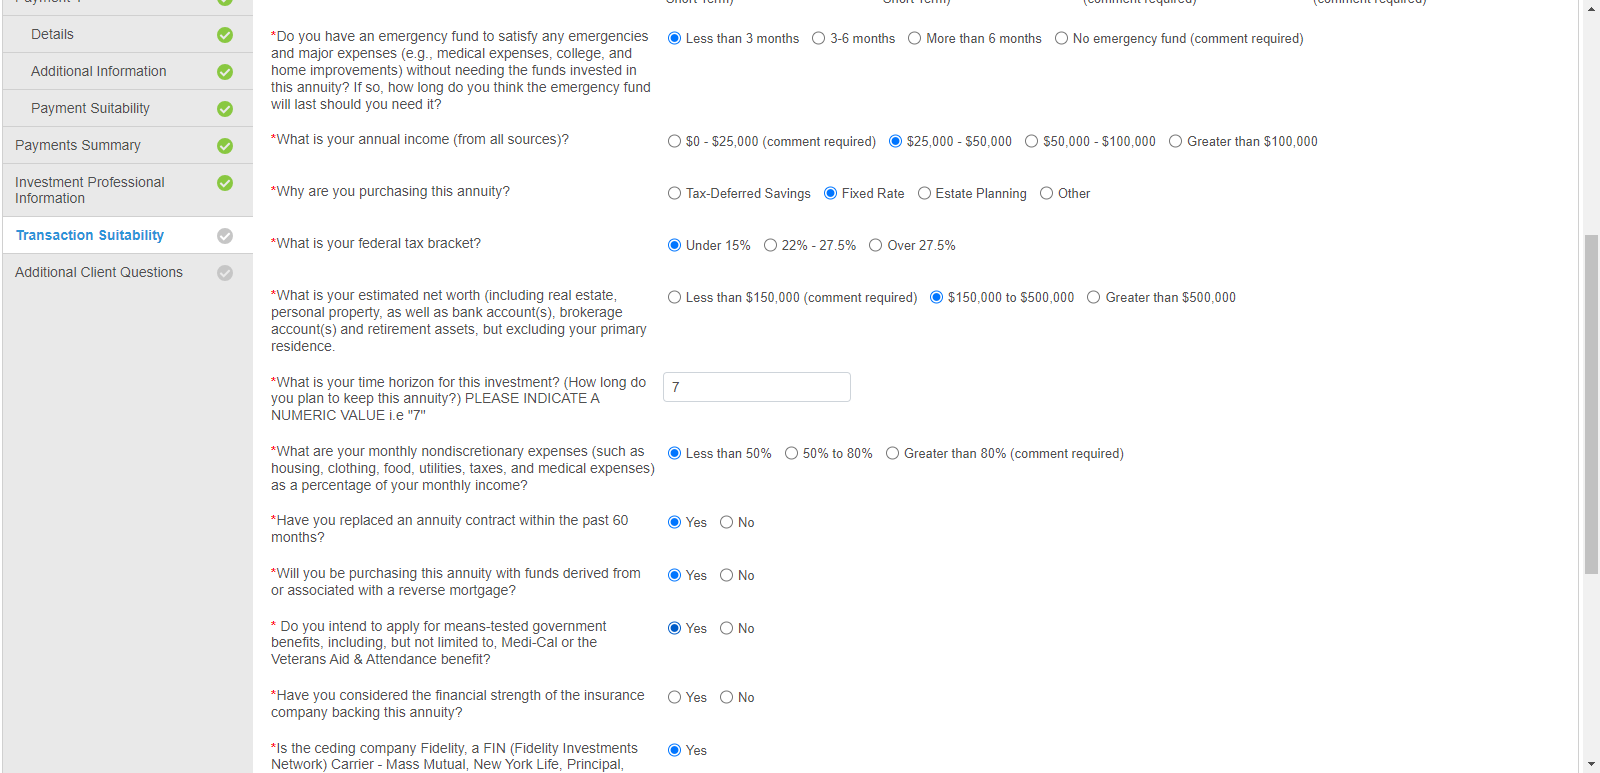 Details
Additional Information
Payment Suitability
Payments Summary
Investment Professional
Information
Transaction Suitability
Additional Client Questions
*Do you have an emergency fund to satisfy any emergencies
and major expenses (e.g., medical expenses, college, and
home improvements) without needing the funds invested in
this annuity? If so, how long do you think the emergency fund
will last should you need it?
Less than 3 months 3-6 months More than 6 months No emergency fund (comment required)
*What is your annual income (from all sources)?
$0 - $25,000 (comment required) $25,000 - $50,000 $50,000 - $100,000 Greater than $100,000
*Why are you purchasing this annuity?
Tax-Deferred Savings Fixed Rate Estate Planning Other
*What is your federal tax bracket?
Under 15% 22% - 27.5% Over 27.5%
*What is your estimated net worth (including real estate,
personal property, as well as bank account(s), brokerage
account(s) and retirement assets, but excluding your primary
residence.
Less than $150,000 (comment required) $150,000 to $500,000 Greater than $500,000
*What is your time horizon for this investment? (How long do
you plan to keep this annuity?) PLEASE INDICATE A
NUMERIC VALUE i.e "7"
7
*What are your monthly nondiscretionary expenses (such as
housing, clothing, food, utilities, taxes, and medical expenses)
as a percentage of your monthly income?
Less than 50% 50% to 80% Greater than 80% (comment required)
*Have you replaced an annuity contract within the past 60
months?
Yes No
*Will you be purchasing this annuity with funds derived from
or associated with a reverse mortgage?
Yes No
* Do you intend to apply for means-tested government
benefits, including, but not limited to, Medi-Cal or the
Veterans Aid & Attendance benefit?
Yes No
*Have you considered the financial strength of the insurance
company backing this annuity?
Yes No
*Is the ceding company Fidelity, a FIN (Fidelity Investments
Network) Carrier - Mass Mutual, New York Life, Principal,
Yes